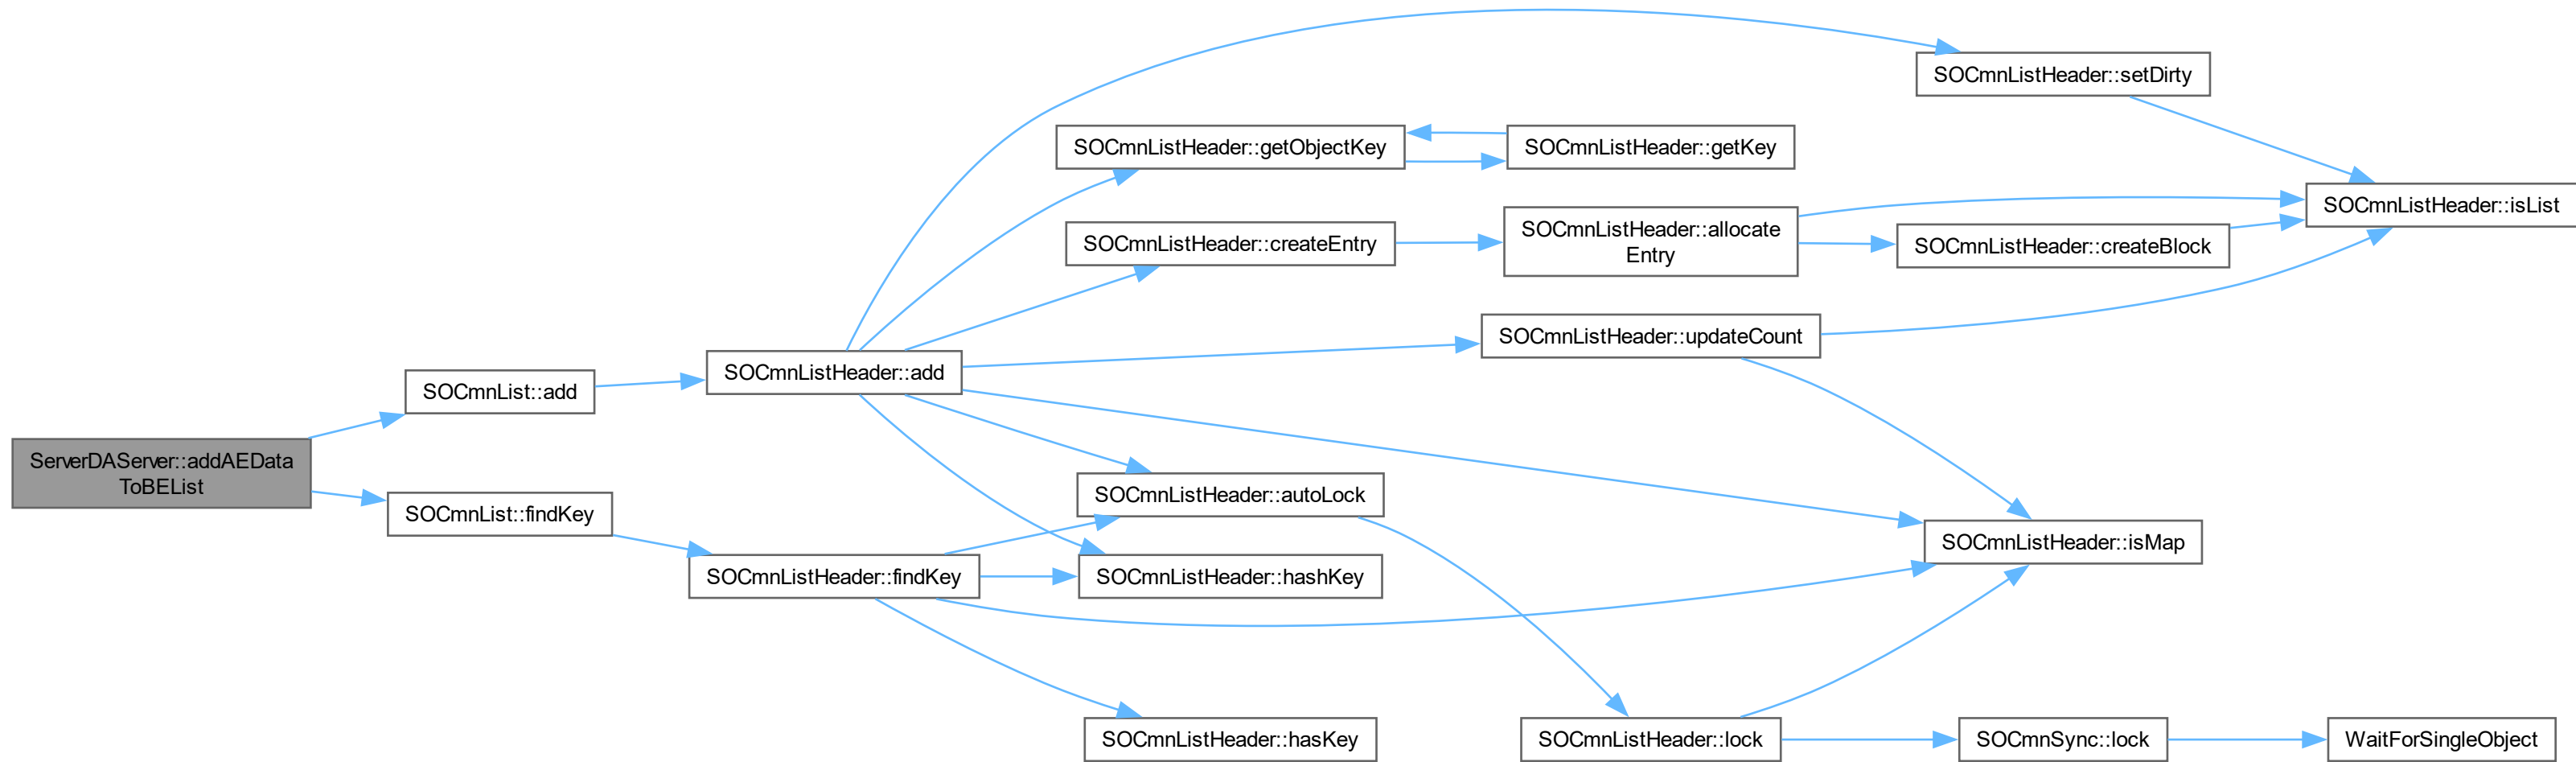 ServerDAServer::addAEData
ToBEList
SOCmnList::add
SOCmnList::findKey
SOCmnListHeader::add
SOCmnListHeader::findKey
SOCmnListHeader::getObjectKey
SOCmnListHeader::createEntry
SOCmnListHeader::autoLock
SOCmnListHeader::hashKey
SOCmnListHeader::hasKey
SOCmnListHeader::getKey
SOCmnListHeader::allocate
Entry
SOCmnListHeader::updateCount
SOCmnListHeader::lock
SOCmnListHeader::setDirty
SOCmnListHeader::createBlock
SOCmnListHeader::isMap
SOCmnSync::lock
SOCmnListHeader::isList
WaitForSingleObject